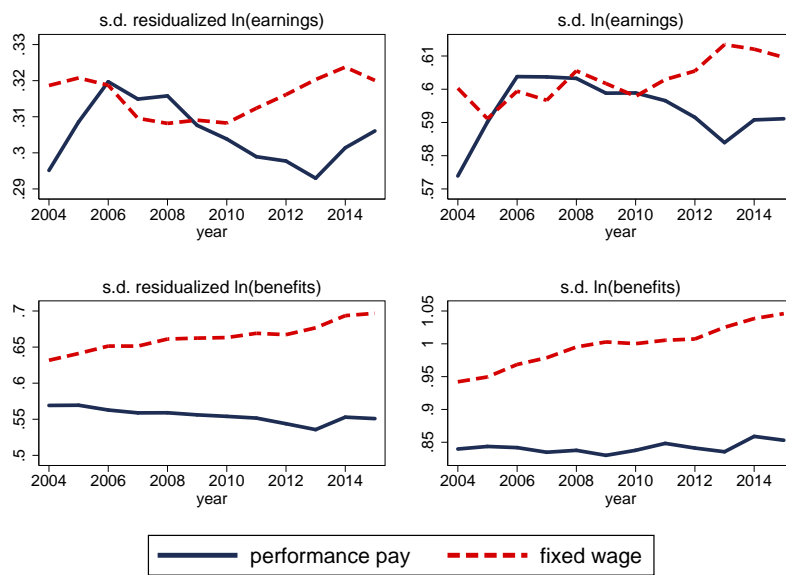 s.d. residualized ln(earnings)
.33
.32
.31
.3
.29
2004 2006 2008 2010 2012 2014
year
s.d. ln(earnings)
.61
.6
.59
.58
.57
2004 2006 2008 2010 2012 2014
year
s.d. residualized ln(benefits)
.7
.65
.6
.55
.5
2004 2006 2008 2010 2012 2014
year
s.d. ln(benefits)
1.05
1
.95
.9
.85
2004 2006 2008 2010 2012 2014
year
performance pay fixed wage